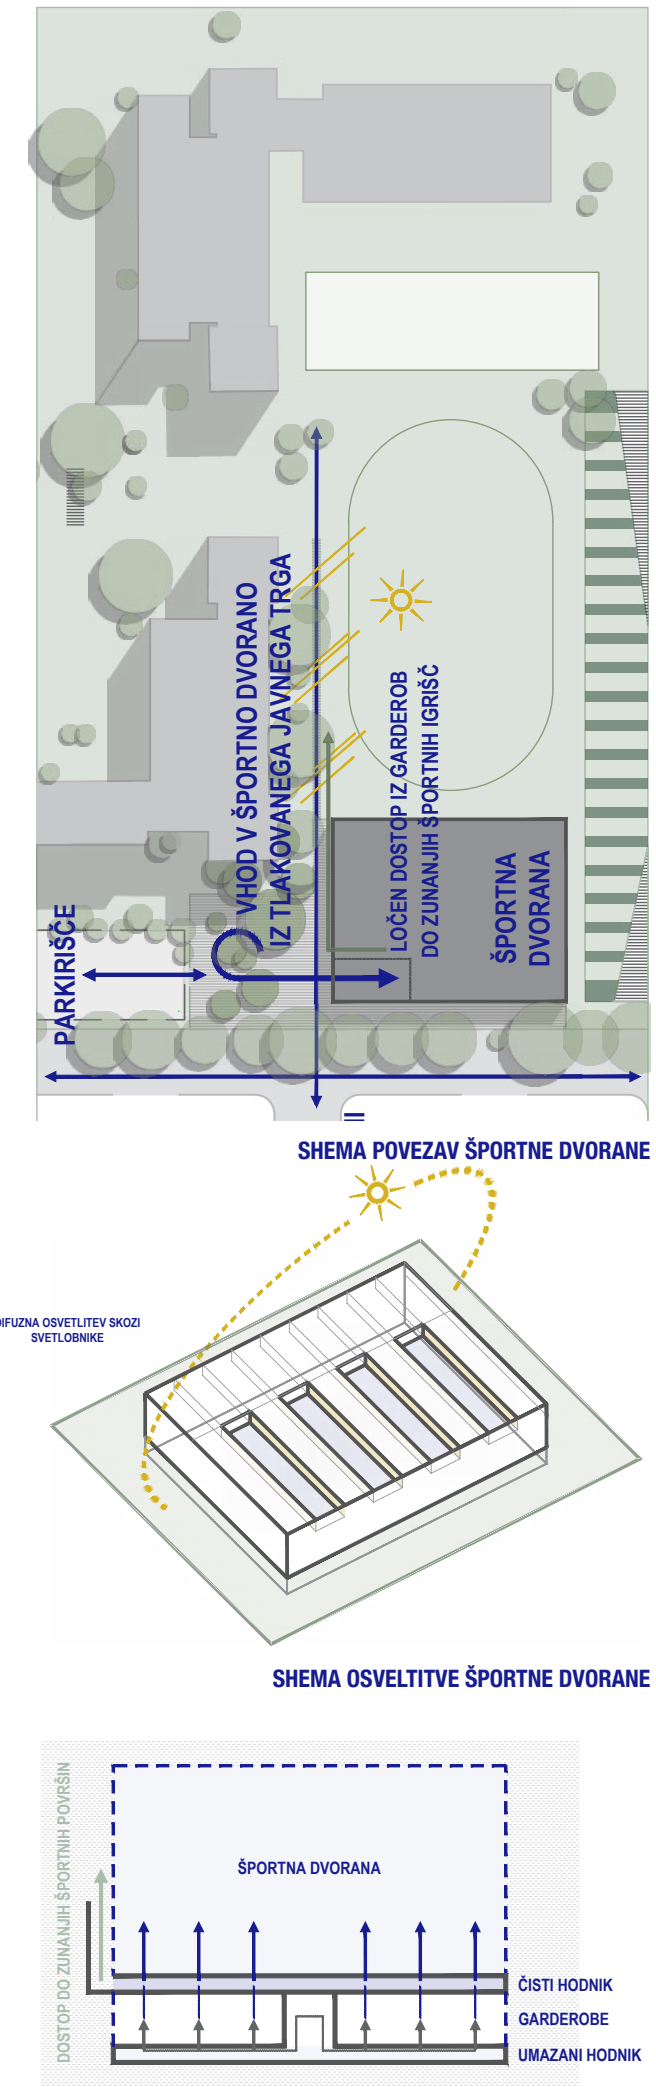 VHOD V ŠPORTNO DVORANO
IZ TLAKOVANEGA JAVNEGA TRGA
LOČEN DOSTOP IZ GARDEROB
DO ZUNANJIH ŠPORTNIH IGRIŠČ
ŠPORTNA
DVORANA
PARKIRIŠČE
SHEMA POVEZAV ŠPORTNE DVORANE
DIFUZNA OSVETLITEV SKOZI
SVETLOBNIKE
SHEMA OSVELTITVE ŠPORTNE DVORANE
DOSTOP DO ZUNANJIH ŠPORTNIH POVRŠIN
ŠPORTNA DVORANA
ČISTI HODNIK
GARDEROBE
UMAZANI HODNIK